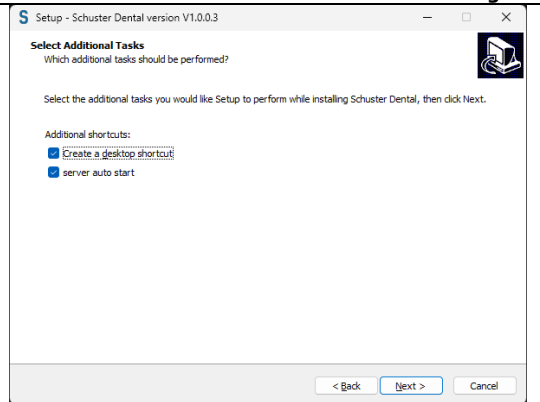 S Setup - Schuster Dental version V1.0.0.3
Select Additional Tasks
Which additional tasks should be performed?
Select the additional tasks you would like Setup to perform while installing Schuster Dental, then click Next.
Additional shortcuts:
Create a desktop shortcut
server auto start
< Back Next > Cancel